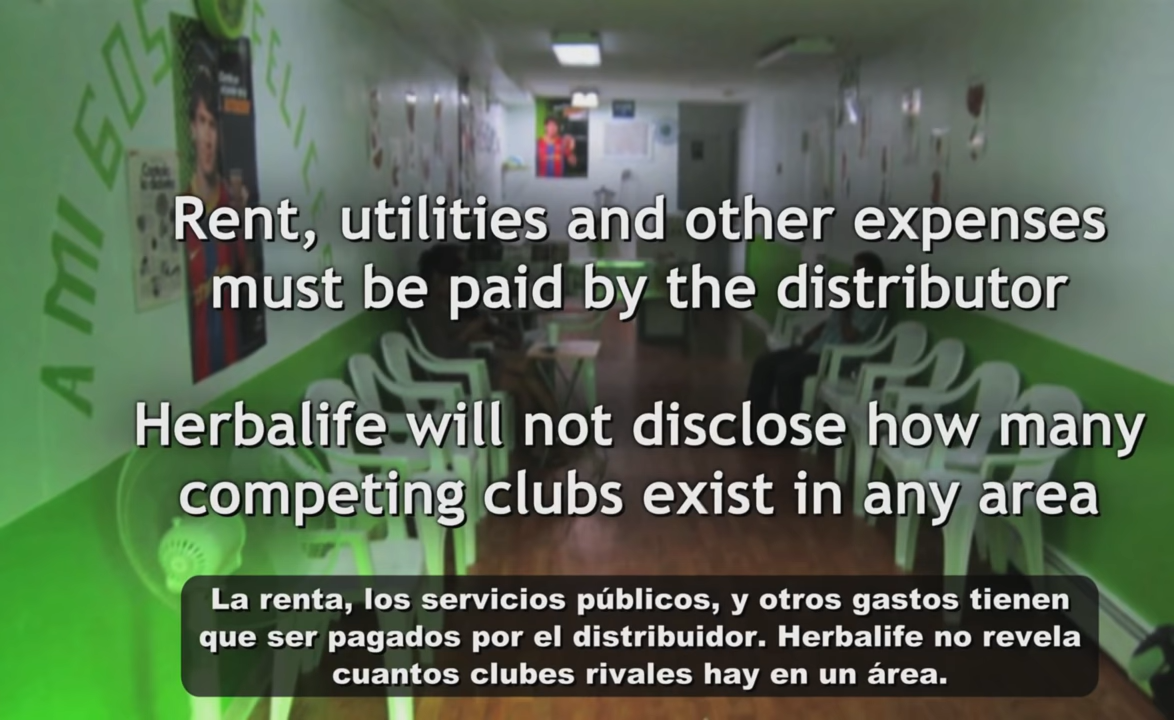 AMIGOS
Rent, utilities and other expenses
must be paid by the distributor
Herbalife will not disclose how many
competing clubs exist in any area
La renta, los servicios públicos, y otros gastos tienen
que ser pagados por el distribuidor. Herbalife no revela
cuantos clubes rivales hay en un área.